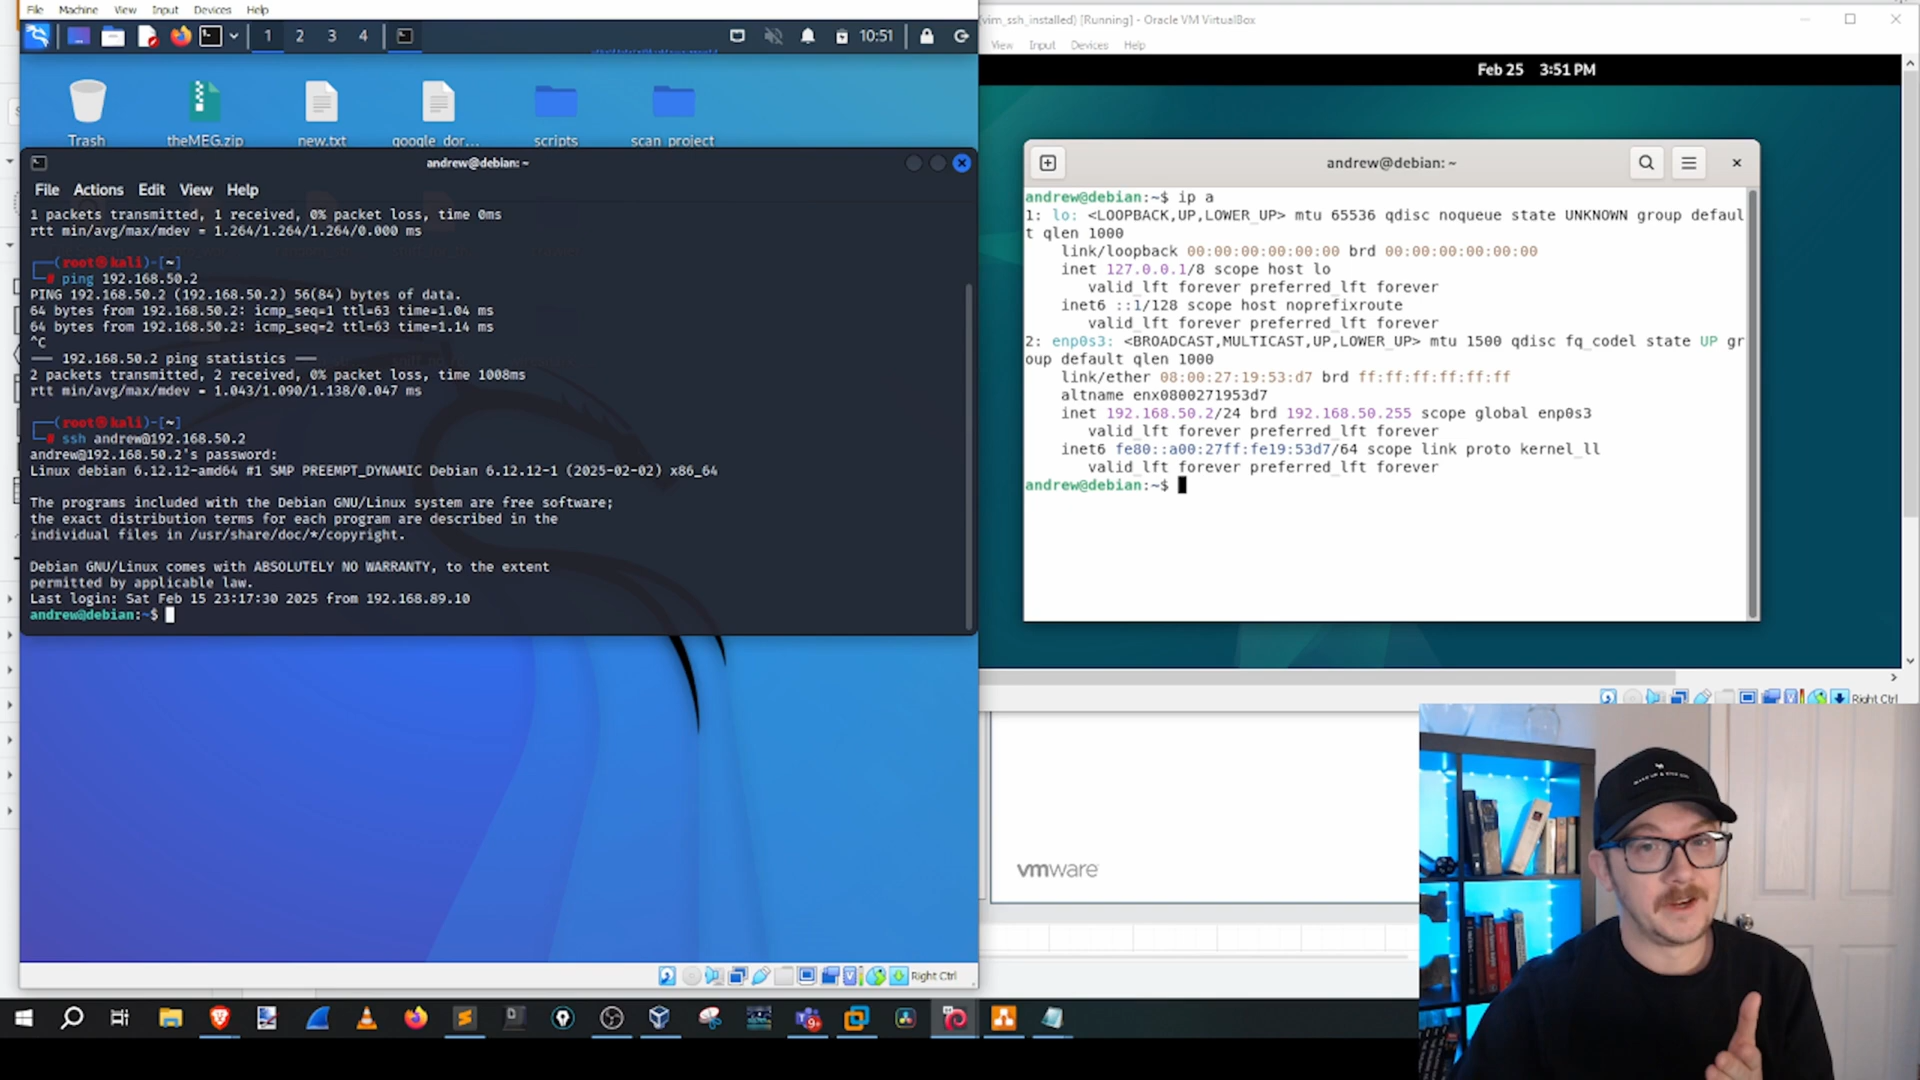 File Machine View Input Devices Help
1 2 3 4 10:51
Trash theMEG.zip new.txt google_dor... scripts scan_project
andrew@debian: ~
File Actions Edit View Help
1 packets transmitted, 1 received, 0% packet loss, time 0ms
rtt min/avg/max/mdev = 1.264/1.264/1.264/0.000 ms
(root㉿kali)-[~]
# ping 192.168.50.2
PING 192.168.50.2 (192.168.50.2) 56(84) bytes of data.
64 bytes from 192.168.50.2: icmp_seq=1 ttl=63 time=1.04 ms
64 bytes from 192.168.50.2: icmp_seq=2 ttl=63 time=1.14 ms
^C
--- 192.168.50.2 ping statistics ---
2 packets transmitted, 2 received, 0% packet loss, time 1008ms
rtt min/avg/max/mdev = 1.043/1.090/1.138/0.047 ms
(root㉿kali)-[~]
# ssh andrew@192.168.50.2
andrew@192.168.50.2's password:
Linux debian 6.12.12-amd64 #1 SMP PREEMPT_DYNAMIC Debian 6.12.12-1 (2025-02-02) x86_64
The programs included with the Debian GNU/Linux system are free software;
the exact distribution terms for each program are described in the
individual files in /usr/share/doc/*/copyright.
Debian GNU/Linux comes with ABSOLUTELY NO WARRANTY, to the extent
permitted by applicable law.
Last login: Sat Feb 15 23:17:30 2025 from 192.168.89.10
andrew@debian:~$
Right Ctrl
(vim_ssh_installed) [Running] - Oracle VM VirtualBox
View Input Devices Help
Feb 25 3:51 PM
andrew@debian: ~
andrew@debian:~$ ip a
1: lo: <LOOPBACK,UP,LOWER_UP> mtu 65536 qdisc noqueue state UNKNOWN group defaul
t qlen 1000
link/loopback 00:00:00:00:00:00 brd 00:00:00:00:00:00
inet 127.0.0.1/8 scope host lo
valid_lft forever preferred_lft forever
inet6 ::1/128 scope host noprefixroute
valid_lft forever preferred_lft forever
2: enp0s3: <BROADCAST,MULTICAST,UP,LOWER_UP> mtu 1500 qdisc fq_codel state UP gr
oup default qlen 1000
link/ether 08:00:27:19:53:d7 brd ff:ff:ff:ff:ff:ff
altname enx0800271953d7
inet 192.168.50.2/24 brd 192.168.50.255 scope global enp0s3
valid_lft forever preferred_lft forever
inet6 fe80::a00:27ff:fe19:53d7/64 scope link proto kernel_ll
valid_lft forever preferred_lft forever
andrew@debian:~$
Right Ctrl
vmware
9+